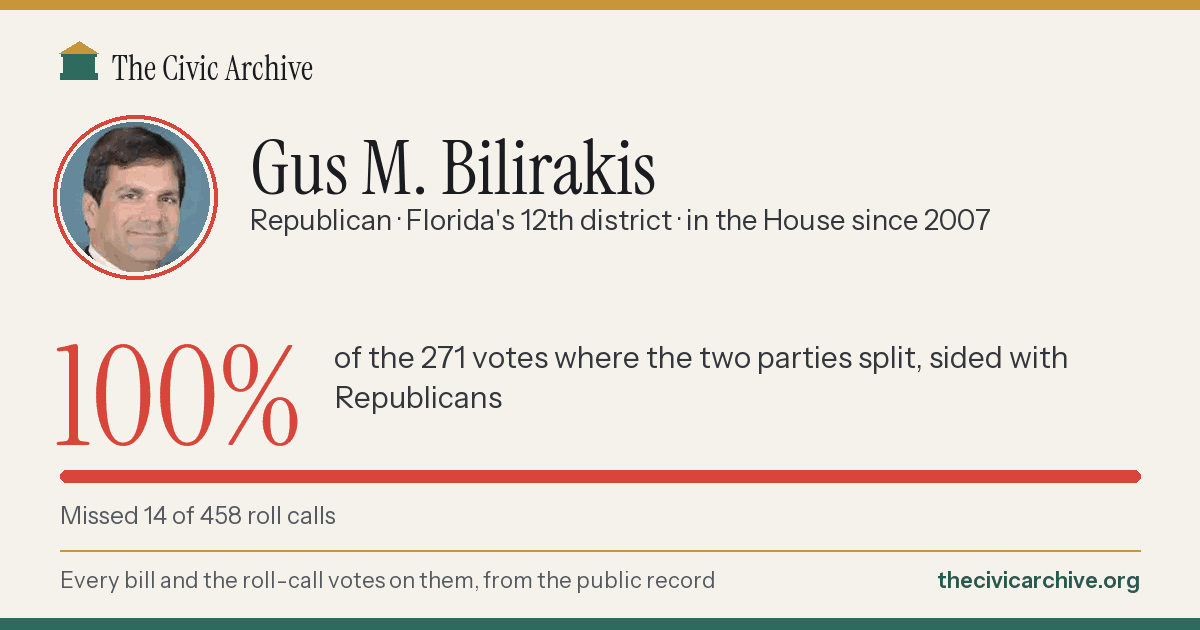 The Civic Archive
Gus M. Bilirakis
Republican · Florida's 12th district · in the House since 2007
100%
of the 271 votes where the two parties split, sided with
Republicans
Missed 14 of 458 roll calls
Every bill and the roll-call votes on them, from the public record
thecivicarchive.org